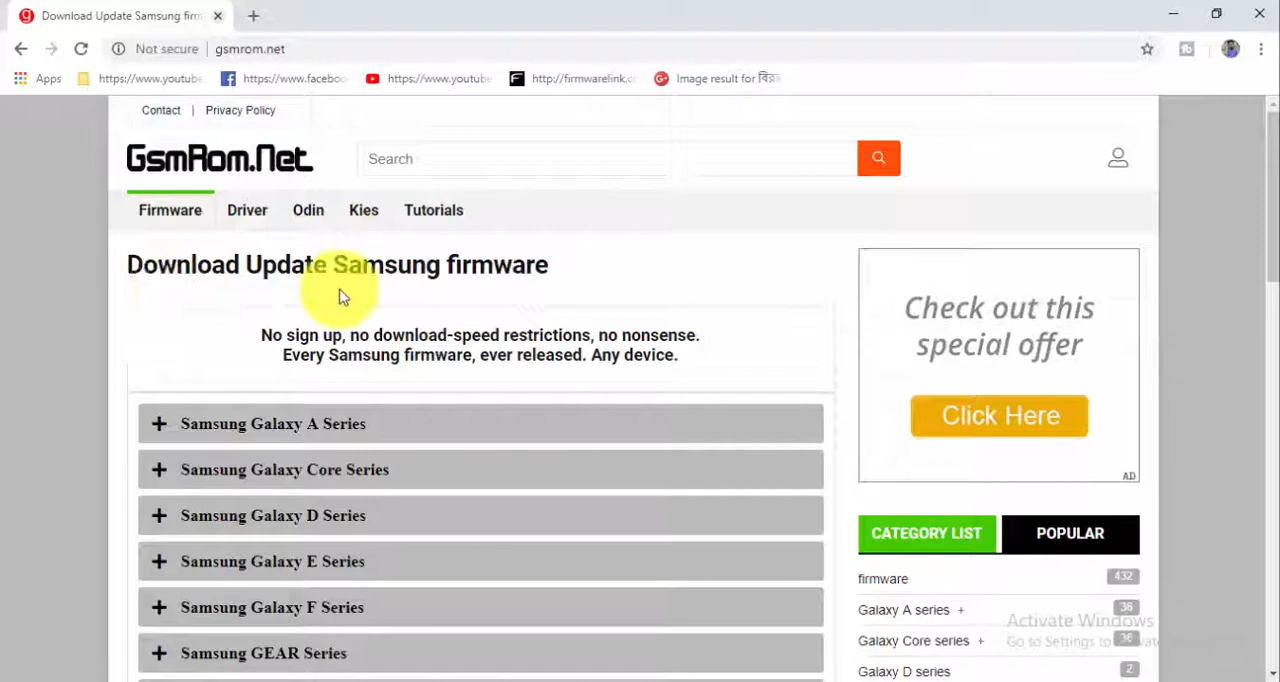 Download Update Samsung firm
Not secure | gsmrom.net
Apps https://www.youtube https://www.faceboo https://www.youtube http://firmwarelink.c Image result for বির
Contact | Privacy Policy
GsmRom.Net
Search
Firmware Driver Odin Kies Tutorials
Download Update Samsung firmware
No sign up, no download-speed restrictions, no nonsense.
Every Samsung firmware, ever released. Any device.
Samsung Galaxy A Series
Samsung Galaxy Core Series
Samsung Galaxy D Series
Samsung Galaxy E Series
Samsung Galaxy F Series
Samsung GEAR Series
Check out this
special offer
Click Here
AD
CATEGORY LIST POPULAR
firmware 432
Galaxy A series + 36
Galaxy Core series + 36
Galaxy D series 2
Activate Windows
Go to Settings to